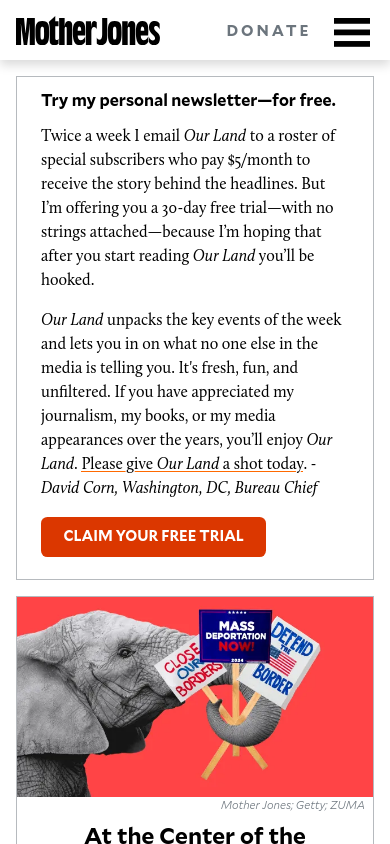 Mother Jones
DONATE
Try my personal newsletter—for free.
Twice a week I email Our Land to a roster of
special subscribers who pay $5/month to
receive the story behind the headlines. But
I’m offering you a 30-day free trial—with no
strings attached—because I’m hoping that
after you start reading Our Land you’ll be
hooked.
Our Land unpacks the key events of the week
and lets you in on what no one else in the
media is telling you. It's fresh, fun, and
unfiltered. If you have appreciated my
journalism, my books, or my media
appearances over the years, you’ll enjoy Our
Land. Please give Our Land a shot today. -
David Corn, Washington, DC, Bureau Chief
CLAIM YOUR FREE TRIAL
CLOSE
OUR
BORDERS
MASS
DEPORTATION
NOW!
2024
DEFEND
THE
BORDER
Mother Jones; Getty; ZUMA
At the Center of the